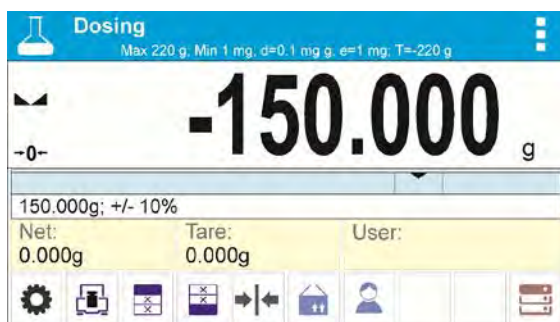 Dosing
Max 220 g; Min 1 mg; d=0.1 mg g; e=1 mg; T=-220 g
→0←
-150.000 g
150.000g; +/- 10%
Net: Tare: User:
0.000g 0.000g